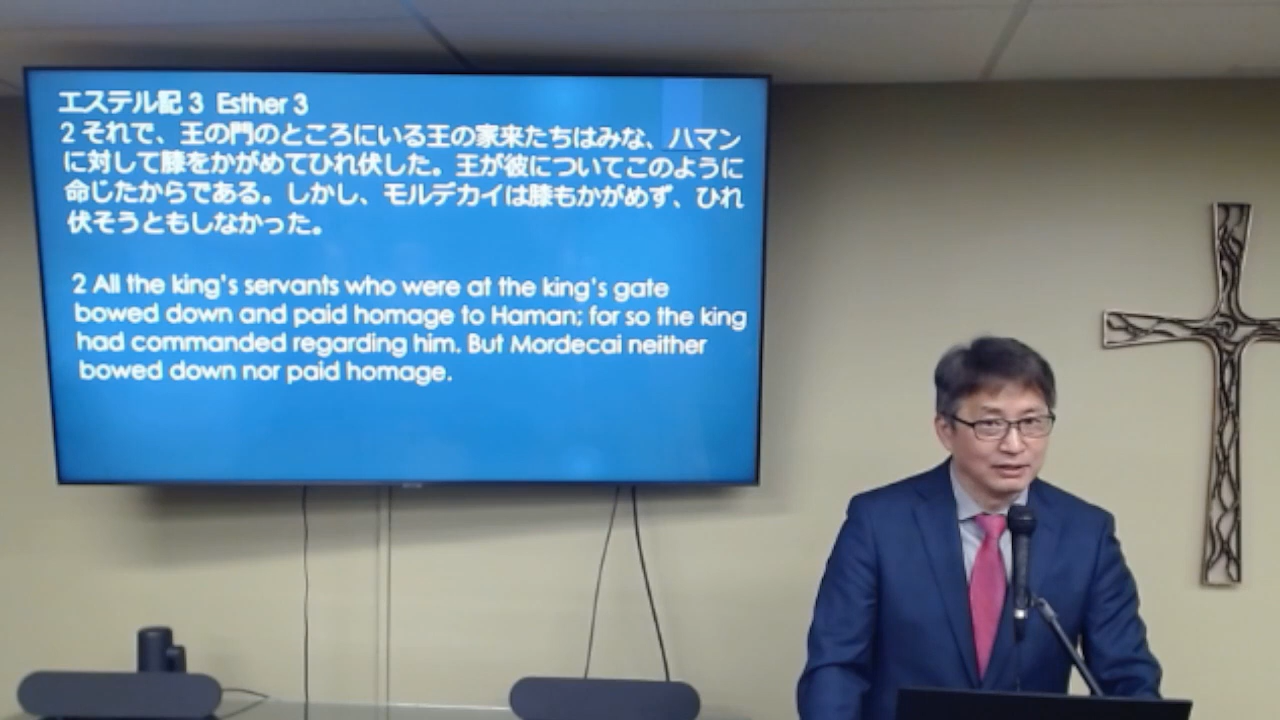 エステル記 3 Esther 3
2 それで、王の門のところにいる王の家来たちはみな、ハマン
に対して膝をかがめてひれ伏した。王が彼についてこのように
命じたからである。しかし、モルデカイは膝もかがめず、ひれ
伏そうともしなかった。
2 All the king's servants who were at the king's gate
bowed down and paid homage to Haman; for so the king
had commanded regarding him. But Mordecai neither
bowed down nor paid homage.